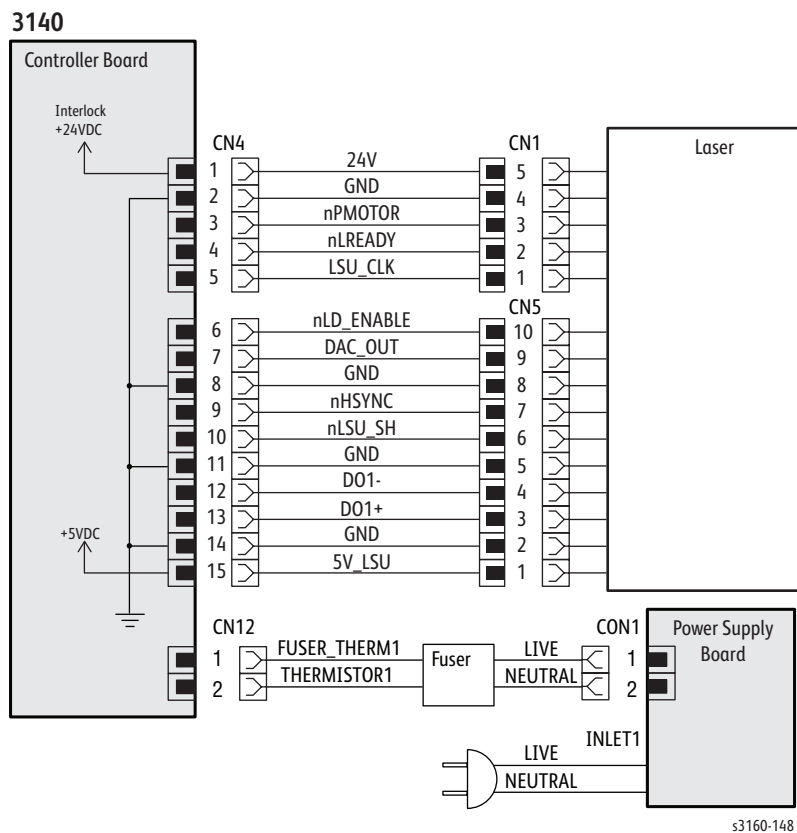 3140
Controller Board
Interlock
+24VDC
CN4
CN1
Laser
1 24V 5
2 GND 4
3 nPMOTOR 3
4 nLREADY 2
5 LSU_CLK 1
CN5
6 nLD_ENABLE 10
7 DAC_OUT 9
8 GND 8
9 nHSYNC 7
10 nLSU_SH 6
11 GND 5
12 DO1- 4
13 DO1+ 3
+5VDC
14 GND 2
15 5V_LSU 1
CN12
CON1
Power Supply
Board
1 FUSER_THERM1 Fuser LIVE 1
2 THERMISTOR1 NEUTRAL 2
INLET1
LIVE
NEUTRAL
s3160-148